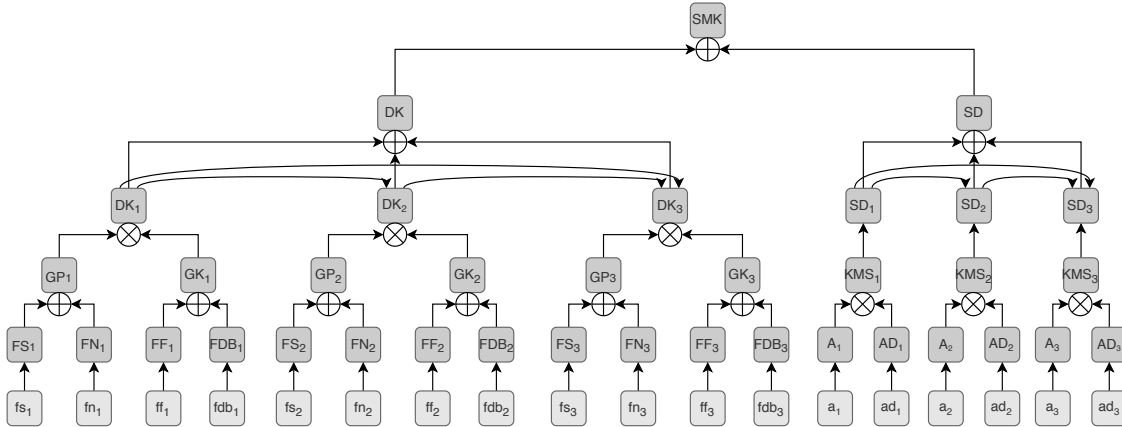 SMK
DK SD
DK₁ DK₂ DK₃ SD₁ SD₂ SD₃
GP₁ GK₁ GP₂ GK₂ GP₃ GK₃ KMS₁ KMS₂ KMS₃
FS₁ FN₁ FF₁ FDB₁ FS₂ FN₂ FF₂ FDB₂ FS₃ FN₃ FF₃ FDB₃ A₁ AD₁ A₂ AD₂ A₃ AD₃
fs₁ fn₁ ff₁ fdb₁ fs₂ fn₂ ff₂ fdb₂ fs₃ fn₃ ff₃ fdb₃ a₁ ad₁ a₂ ad₂ a₃ ad₃